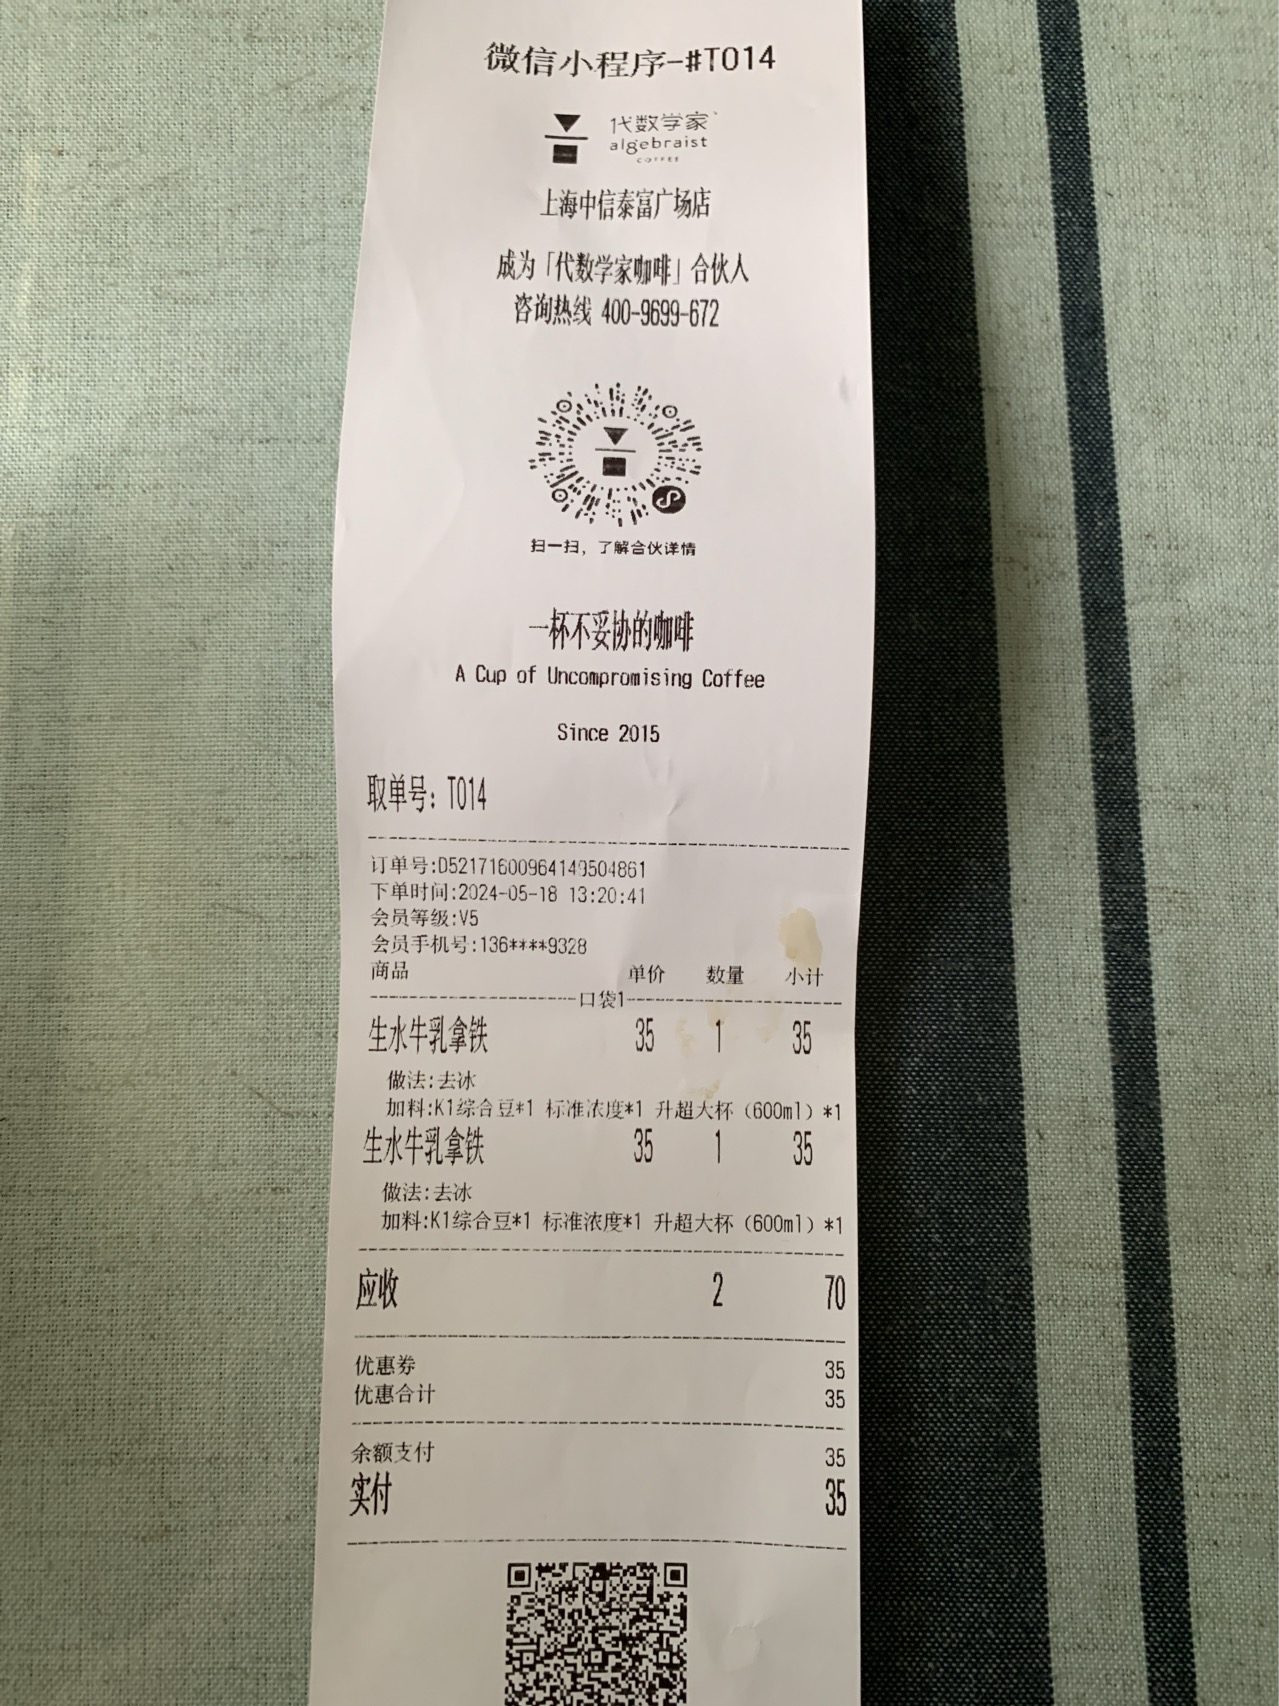 微信小程序-#T014
代数学家
algebraist
COFFEE
上海中信泰富广场店
成为「代数学家咖啡」合伙人
咨询热线 400-9699-672
扫一扫，了解合伙详情
一杯不妥协的咖啡
A Cup of Uncompromising Coffee
Since 2015
取单号: T014
订单号:D52171600964149504861
下单时间:2024-05-18 13:20:41
会员等级:V5
会员手机号:136****9328
商品 单价 数量 小计
口袋1
生水牛乳拿铁 35 1 35
做法:去冰
加料:K1综合豆*1 标准浓度*1 升超大杯（600ml）*1
生水牛乳拿铁 35 1 35
做法:去冰
加料:K1综合豆*1 标准浓度*1 升超大杯（600ml）*1
应收 2 70
优惠券 35
优惠合计 35
余额支付 35
实付 35